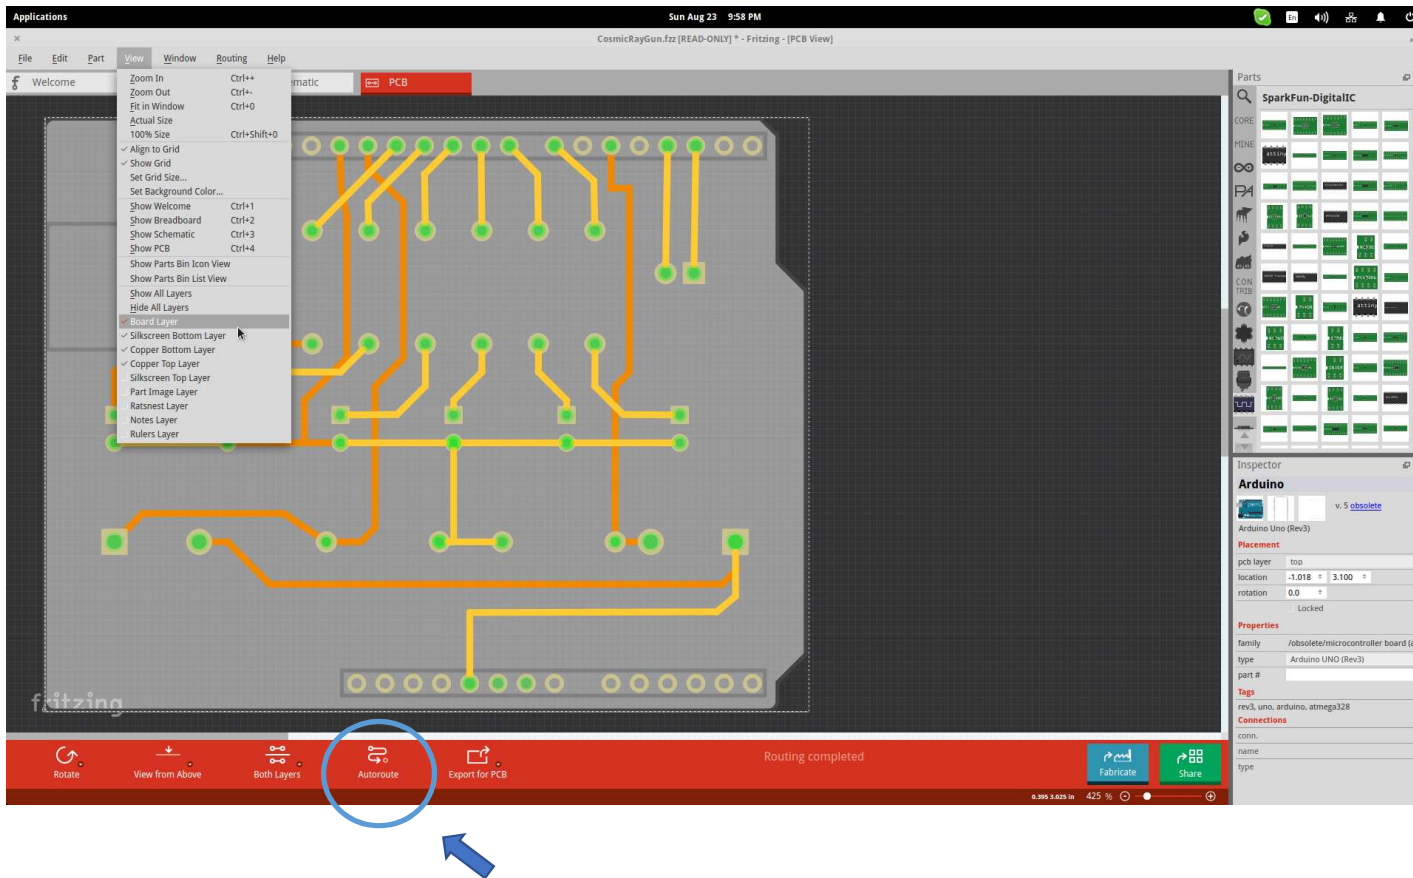 Applications
Sun Aug 23 9:58 PM
En
CosmicRayGun.fzz [READ-ONLY] * - Fritzing - [PCB View]
File Edit Part View Window Routing Help
Welcome
ematic
PCB
Zoom In Ctrl++
Zoom Out Ctrl+-
Fit in Window Ctrl+0
Actual Size
100% Size Ctrl+Shift+0
Align to Grid
Show Grid
Set Grid Size...
Set Background Color...
Show Welcome Ctrl+1
Show Breadboard Ctrl+2
Show Schematic Ctrl+3
Show PCB Ctrl+4
Show Parts Bin Icon View
Show Parts Bin List View
Show All Layers
Hide All Layers
Board Layer
Silkscreen Bottom Layer
Copper Bottom Layer
Copper Top Layer
Silkscreen Top Layer
Part Image Layer
Ratsnest Layer
Notes Layer
Rulers Layer
fritzing
Rotate
View from Above
Both Layers
Autoroute
Export for PCB
Routing completed
Fabricate
Share
0.395 3.025 in 425 %
Parts
SparkFun-DigitalIC
CORE
MINE
CON
TRIB
Inspector
Arduino
v. 5 obsolete
Arduino Uno (Rev3)
Placement
pcb layer top
location -1.018 3.100
rotation 0.0
Locked
Properties
family /obsolete/microcontroller board (a
type Arduino UNO (Rev3)
part #
Tags
rev3, uno, arduino, atmega328
Connections
conn.
name
type